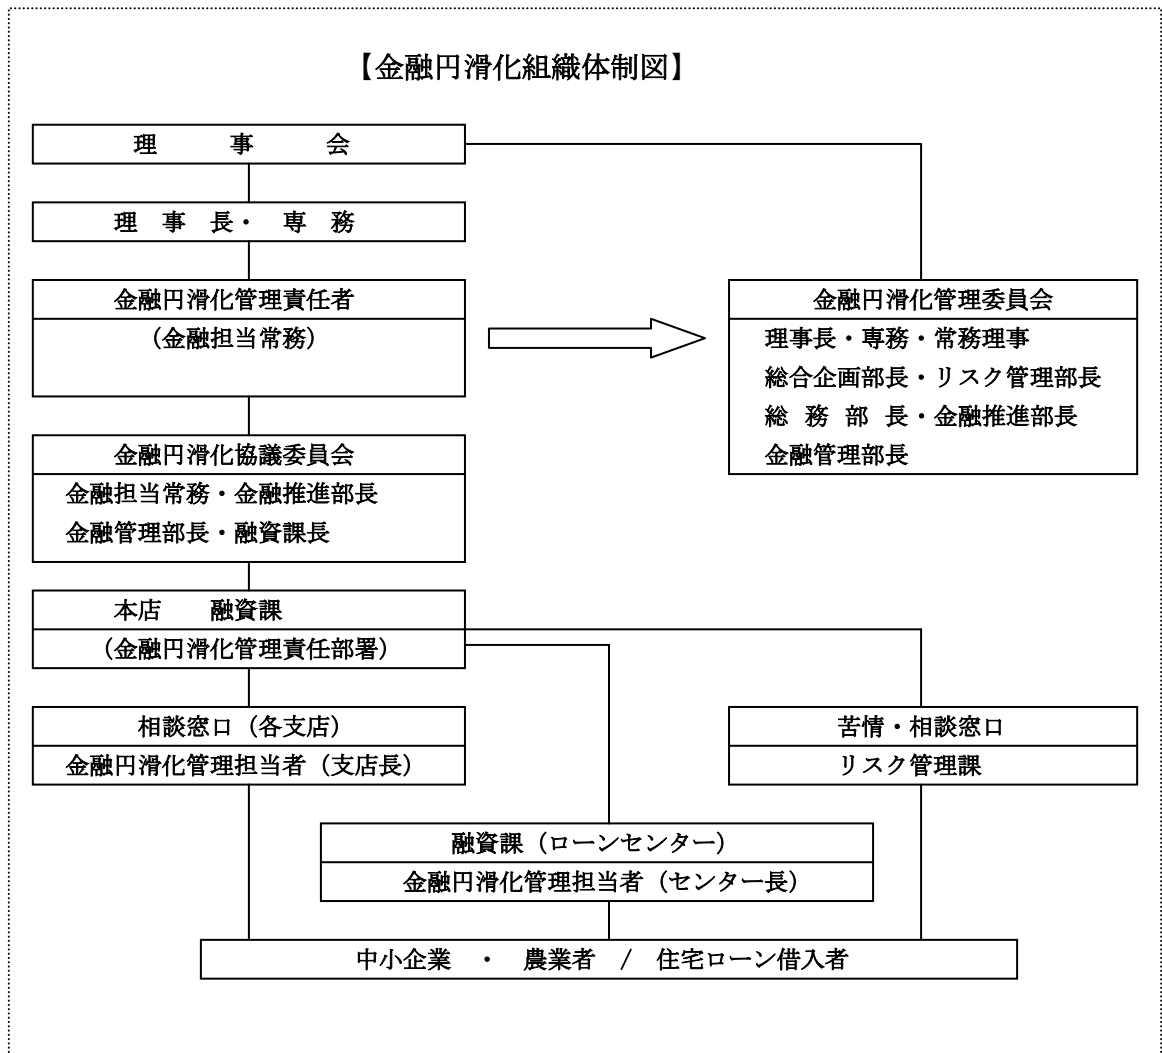 【金融円滑化組織体制図】
理　事　会
理　事　長・　専　務
金融円滑化管理責任者
（金融担当常務）
金融円滑化管理委員会
理事長・専務・常務理事
総合企画部長・リスク管理部長
総　務　部　長・金融推進部長
金融管理部長
金融円滑化協議委員会
金融担当常務・金融推進部長
金融管理部長・融資課長
本店　　融資課
（金融円滑化管理責任部署）
相談窓口（各支店）
金融円滑化管理担当者（支店長）
苦情・相談窓口
リスク管理課
融資課（ローンセンター）
金融円滑化管理担当者（センター長）
中小企業　・　農業者　/　住宅ローン借入者